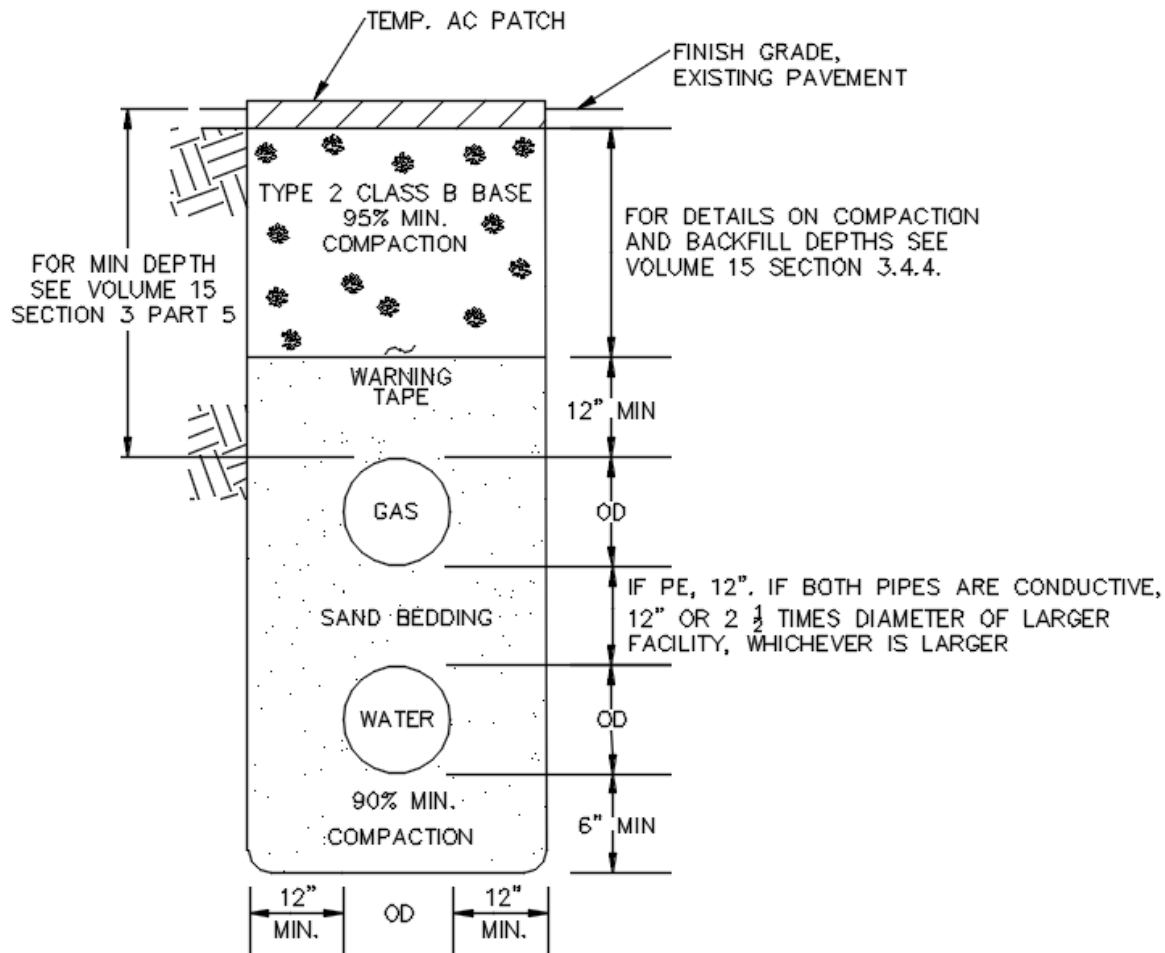 TEMP. AC PATCH
FINISH GRADE,
EXISTING PAVEMENT
TYPE 2 CLASS B BASE
95% MIN.
COMPACTION
FOR DETAILS ON COMPACTION
AND BACKFILL DEPTHS SEE
VOLUME 15 SECTION 3.4.4.
FOR MIN DEPTH
SEE VOLUME 15
SECTION 3 PART 5
WARNING
TAPE
12" MIN
GAS
OD
IF PE, 12". IF BOTH PIPES ARE CONDUCTIVE,
12" OR 2 1/2 TIMES DIAMETER OF LARGER
FACILITY, WHICHEVER IS LARGER
SAND BEDDING
WATER
OD
90% MIN.
COMPACTION
6" MIN
12"
MIN.
OD
12"
MIN.